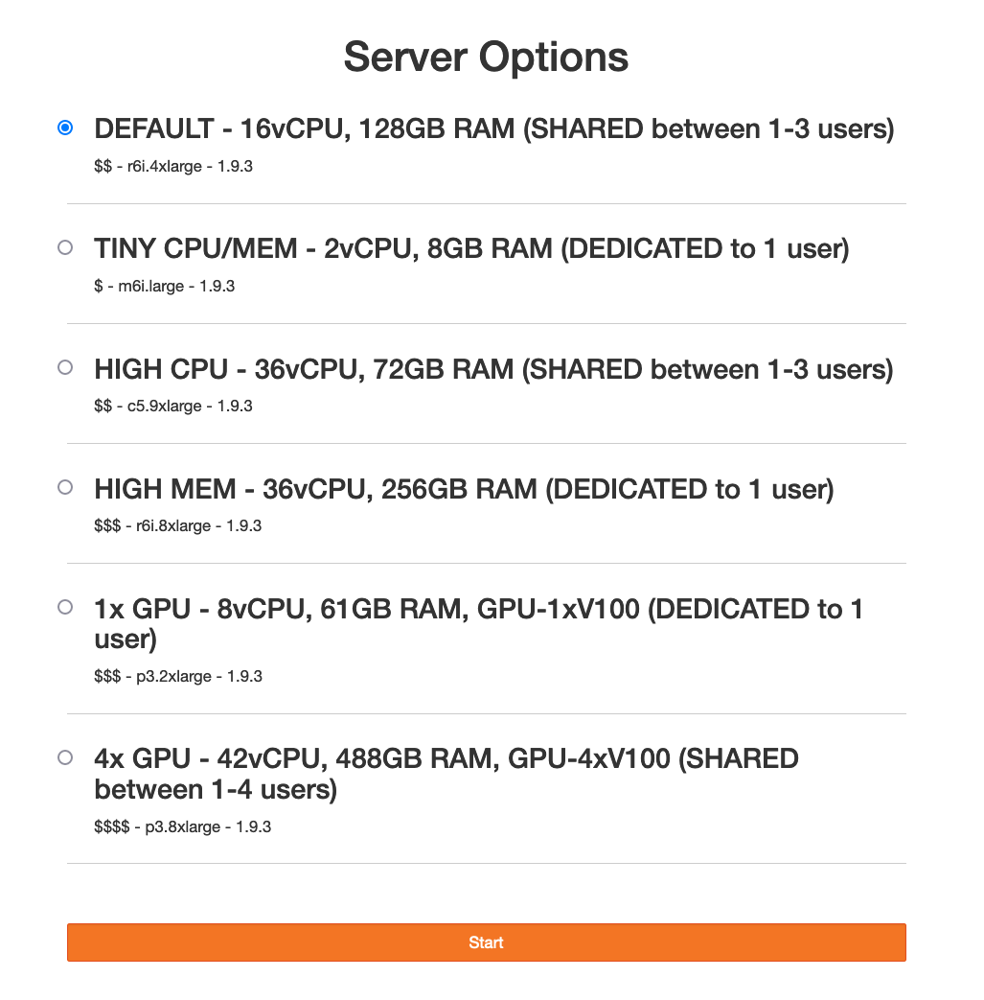 Server Options
DEFAULT - 16vCPU, 128GB RAM (SHARED between 1-3 users)
$$ - r6i.4xlarge - 1.9.3
TINY CPU/MEM - 2vCPU, 8GB RAM (DEDICATED to 1 user)
$ - m6i.large - 1.9.3
HIGH CPU - 36vCPU, 72GB RAM (SHARED between 1-3 users)
$$ - c5.9xlarge - 1.9.3
HIGH MEM - 36vCPU, 256GB RAM (DEDICATED to 1 user)
$$$ - r6i.8xlarge - 1.9.3
1x GPU - 8vCPU, 61GB RAM, GPU-1xV100 (DEDICATED to 1
user)
$$$ - p3.2xlarge - 1.9.3
4x GPU - 42vCPU, 488GB RAM, GPU-4xV100 (SHARED
between 1-4 users)
$$$$ - p3.8xlarge - 1.9.3
Start